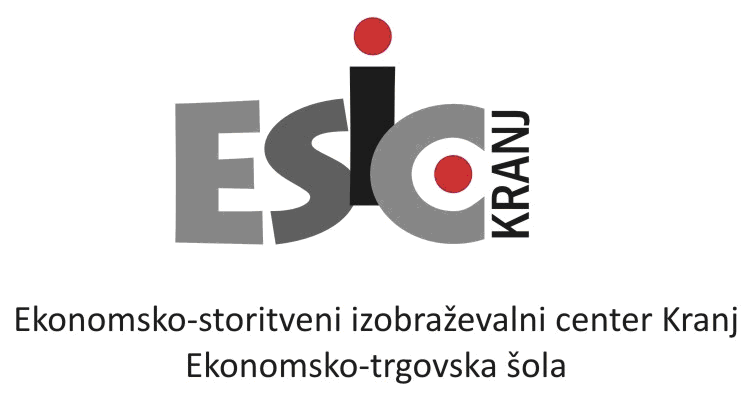 ESiC
KRANJ
Ekonomsko-storitveni izobraževalni center Kranj
Ekonomsko-trgovska šola